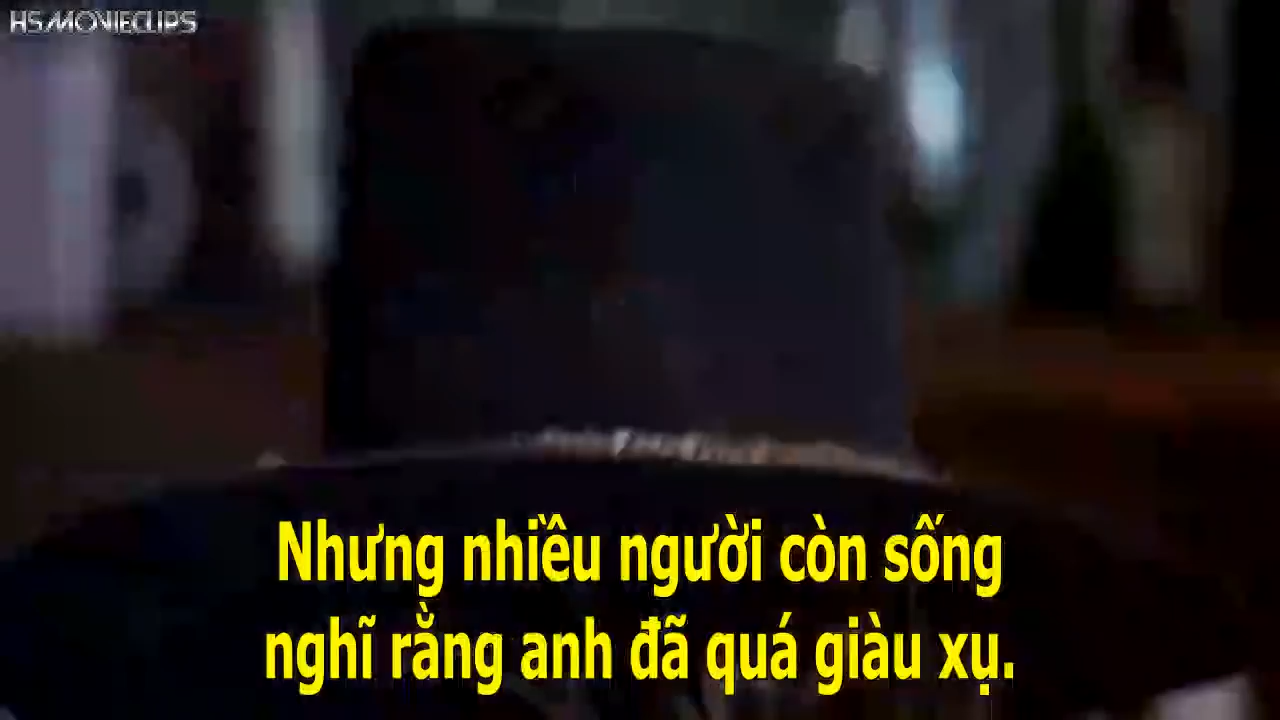 HSMOVIECLIPS
Nhưng nhiều người còn sống
nghĩ rằng anh đã quá giàu xụ.